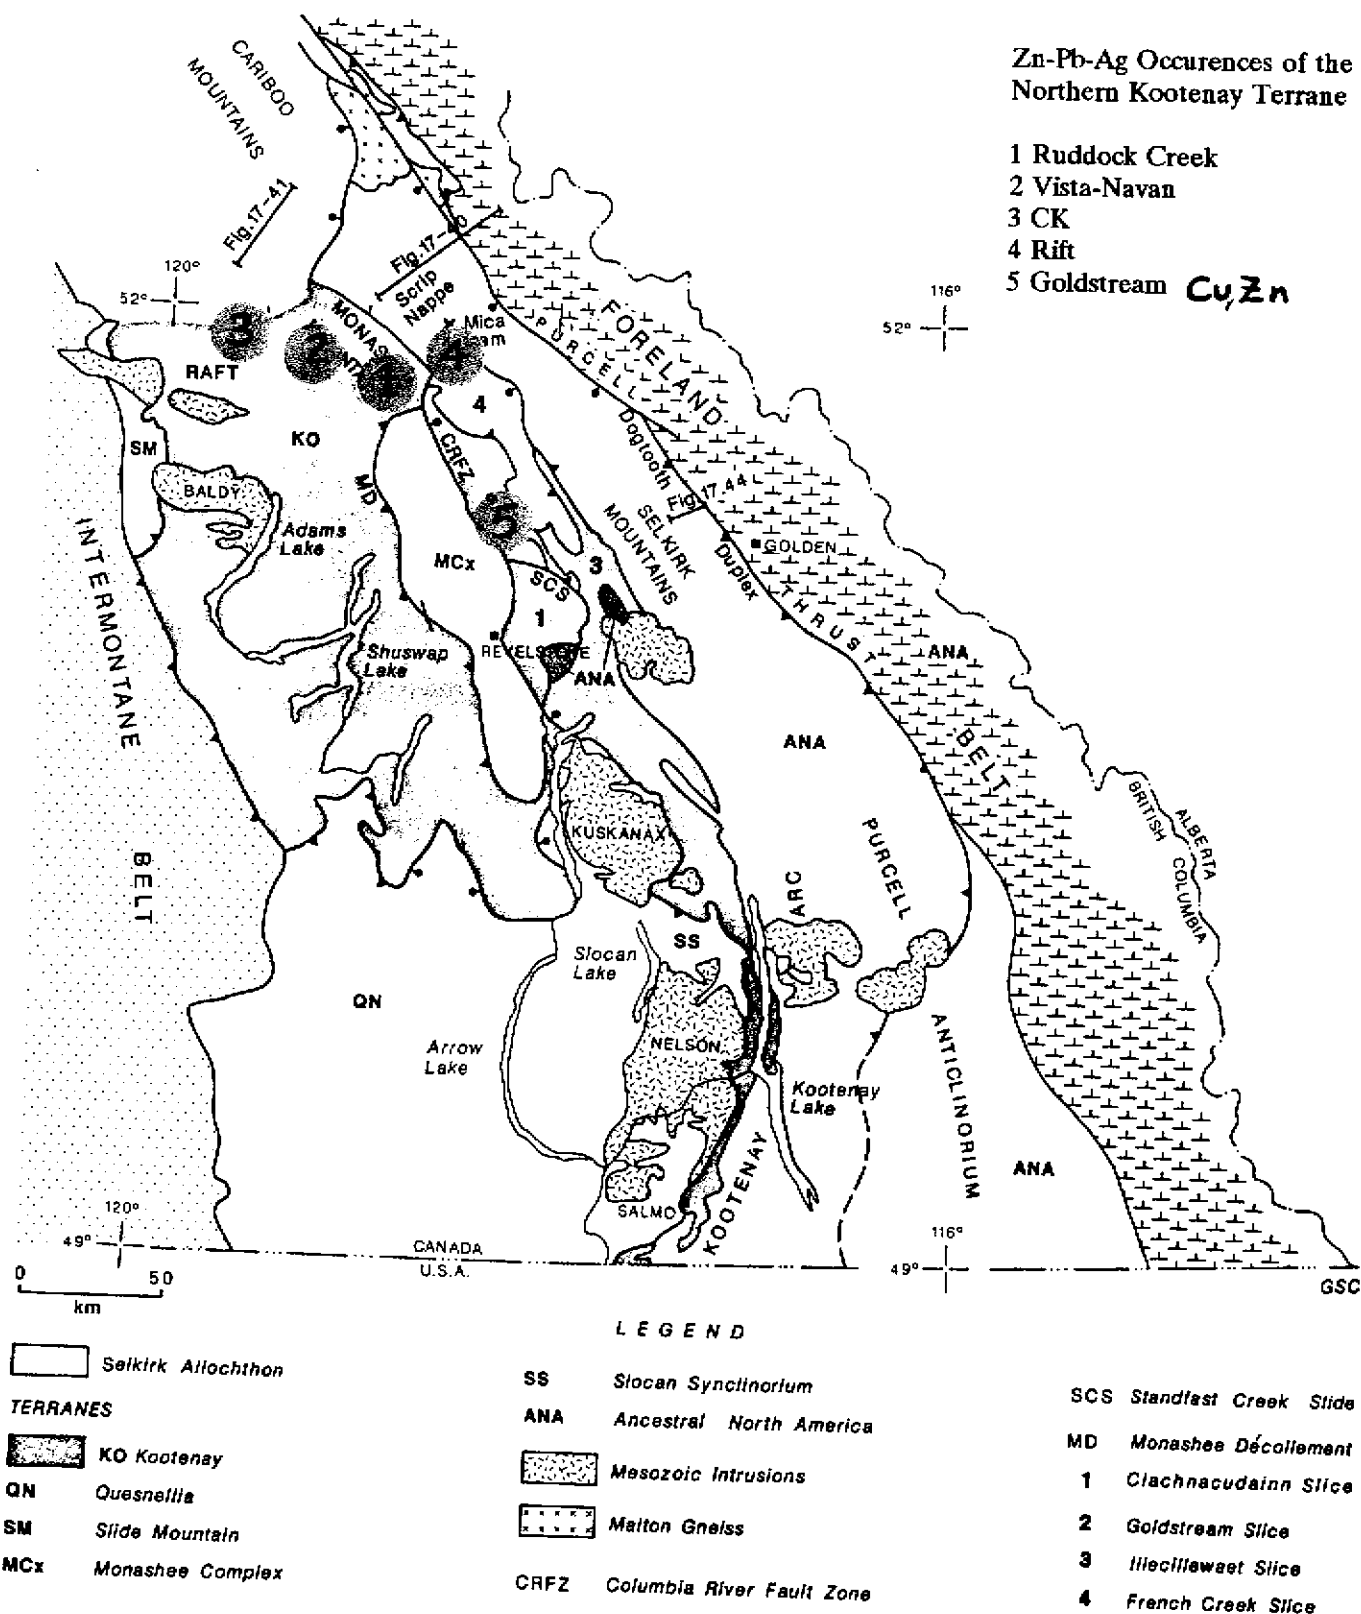 Zn-Pb-Ag Occurences of the
Northern Kootenay Terrane
1 Ruddock Creek
2 Vista-Navan
3 CK
4 Rift
5 Goldstream Cu,Zn
CARIBOO
MOUNTAINS
Fig.17-41
Fig.17-40
Scrip
Nappe
120°
52°
116°
52°
3
2
4
MONAS
Mica
am
RAFT
4
KO
SM
BALDY
MD
CRFZ
5
Adams
Lake
MCx
SCS
3
1
REVELSTOKE
ANA
Shuswap
Lake
PURCELL
THRUST
FORELAND
BELT
Dogtooth
Duplex
Fig.17.44
SELKIRK
MOUNTAINS
GOLDEN
ANA
ANA
INTERMONTANE
BELT
KUSKANAX
PURCELL
ANTICLINORIUM
BRITISH
COLUMBIA
ALBERTA
KOOTENAY
ARC
SS
Slocan
Lake
QN
Arrow
Lake
NELSON
Kootenay
Lake
ANA
SALMO
120°
49°
116°
49°
CANADA
U.S.A.
GSC
0 50
km
LEGEND
Selkirk Allochthon
TERRANES
KO Kootenay
QN Quesnellia
SM Slide Mountain
MCx Monashee Complex
SS Slocan Synclinorium
ANA Ancestral North America
Mesozoic Intrusions
Malton Gneiss
CRFZ Columbia River Fault Zone
SCS Standfast Creek Slide
MD Monashee Décollement
1 Clachnacudainn Slice
2 Goldstream Slice
3 Illecillewaet Slice
4 French Creek Slice